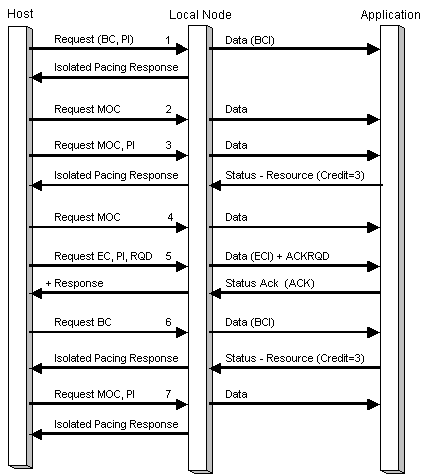 Host Local Node Application
Request (BC, PI) 1 Data (BCI)
Isolated Pacing Response
Request MOC 2 Data
Request MOC, PI 3 Data
Isolated Pacing Response Status - Resource (Credit=3)
Request MOC 4 Data
Request EC, PI, RQD 5 Data (ECI) + ACKRQD
+ Response Status Ack (ACK)
Request BC 6 Data (BCI)
Isolated Pacing Response Status - Resource (Credit=3)
Request MOC, PI 7 Data
Isolated Pacing Response